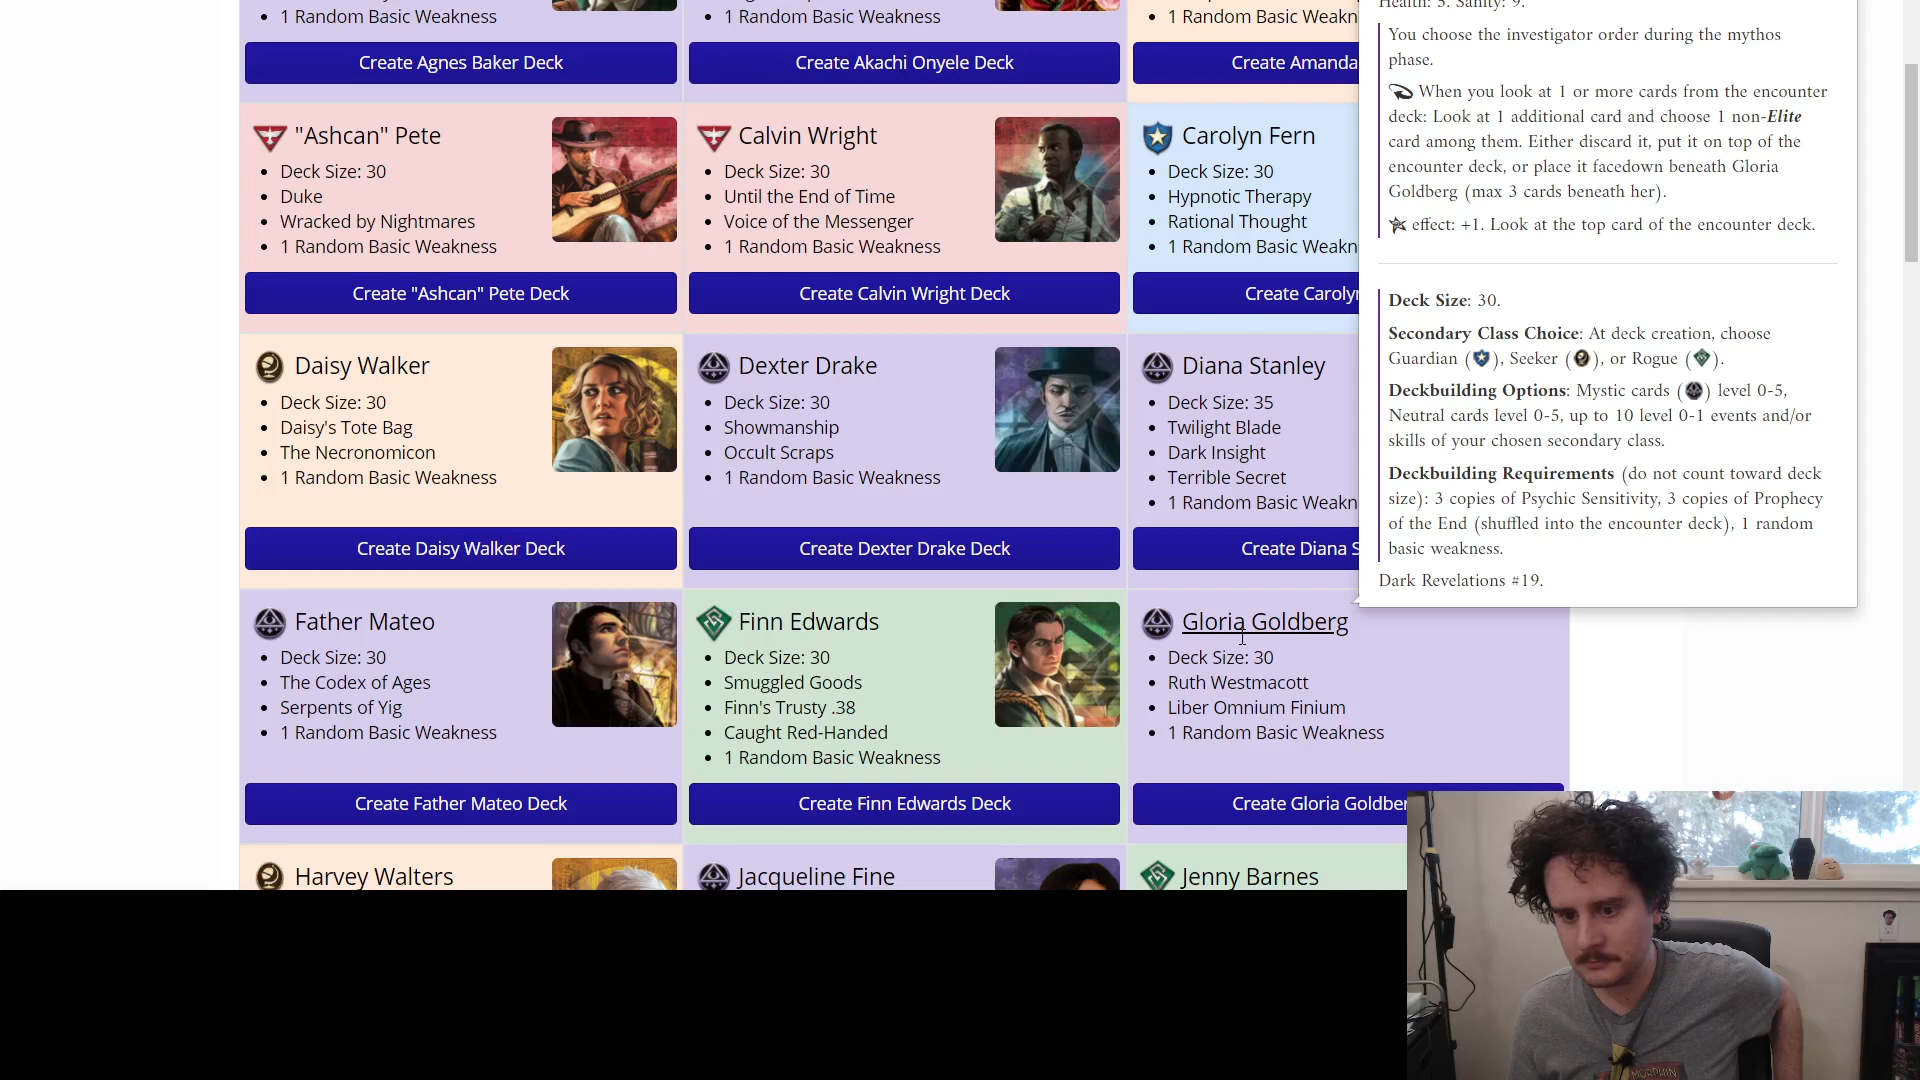 1 Random Basic Weakness
1 Random Basic Weakness
1 Random Basic Weakn
Create Agnes Baker Deck
Create Akachi Onyele Deck
Create Amanda
"Ashcan" Pete
Deck Size: 30
Duke
Wracked by Nightmares
1 Random Basic Weakness
Create "Ashcan" Pete Deck
Calvin Wright
Deck Size: 30
Until the End of Time
Voice of the Messenger
1 Random Basic Weakness
Create Calvin Wright Deck
Carolyn Fern
Deck Size: 30
Hypnotic Therapy
Rational Thought
1 Random Basic Weakn
Create Carolyn
Daisy Walker
Deck Size: 30
Daisy's Tote Bag
The Necronomicon
1 Random Basic Weakness
Create Daisy Walker Deck
Dexter Drake
Deck Size: 30
Showmanship
Occult Scraps
1 Random Basic Weakness
Create Dexter Drake Deck
Diana Stanley
Deck Size: 35
Twilight Blade
Dark Insight
Terrible Secret
1 Random Basic Weakn
Create Diana S
Father Mateo
Deck Size: 30
The Codex of Ages
Serpents of Yig
1 Random Basic Weakness
Create Father Mateo Deck
Finn Edwards
Deck Size: 30
Smuggled Goods
Finn's Trusty .38
Caught Red-Handed
1 Random Basic Weakness
Create Finn Edwards Deck
Gloria Goldberg
Deck Size: 30
Ruth Westmacott
Liber Omnium Finium
1 Random Basic Weakness
Create Gloria Goldber
Harvey Walters
Jacqueline Fine
Jenny Barnes
Health: 5. Sanity: 9.
You choose the investigator order during the mythos
phase.
When you look at 1 or more cards from the encounter
deck: Look at 1 additional card and choose 1 non-Elite
card among them. Either discard it, put it on top of the
encounter deck, or place it facedown beneath Gloria
Goldberg (max 3 cards beneath her).
effect: +1. Look at the top card of the encounter deck.
Deck Size: 30.
Secondary Class Choice: At deck creation, choose
Guardian ( ), Seeker ( ), or Rogue ( ).
Deckbuilding Options: Mystic cards ( ) level 0-5,
Neutral cards level 0-5, up to 10 level 0-1 events and/or
skills of your chosen secondary class.
Deckbuilding Requirements (do not count toward deck
size): 3 copies of Psychic Sensitivity, 3 copies of Prophecy
of the End (shuffled into the encounter deck), 1 random
basic weakness.
Dark Revelations #19.